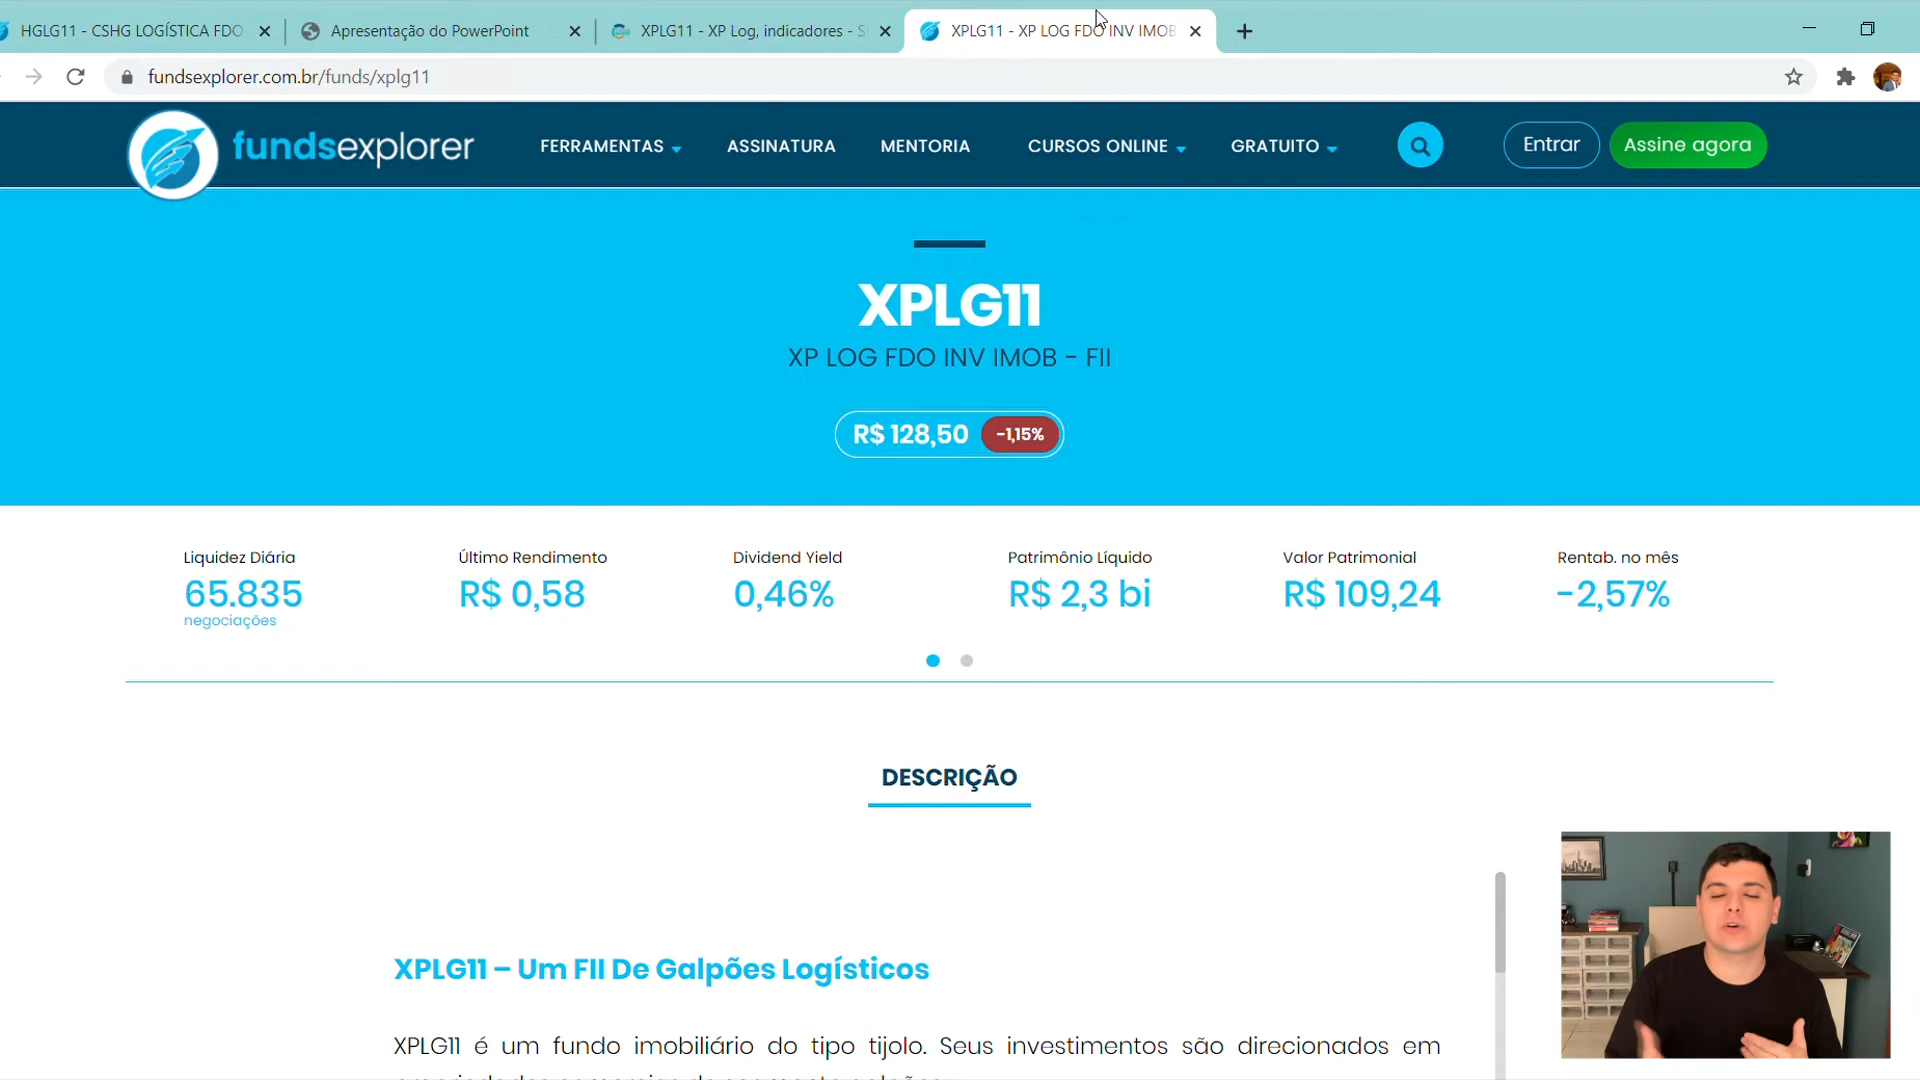 HGLG11 - CSHG LOGÍSTICA FDO
Apresentação do PowerPoint
XPLG11 - XP Log, indicadores -
XPLG11 - XP LOG FDO INV IMOB
fundsexplorer.com.br/funds/xplg11
fundsexplorer
FERRAMENTAS
ASSINATURA
MENTORIA
CURSOS ONLINE
GRATUITO
Entrar
Assine agora
XPLG11
XP LOG FDO INV IMOB - FII
R$ 128,50
-1,15%
Liquidez Diária
65.835
negociações
Último Rendimento
R$ 0,58
Dividend Yield
0,46%
Patrimônio Líquido
R$ 2,3 bi
Valor Patrimonial
R$ 109,24
Rentab. no mês
-2,57%
DESCRIÇÃO
XPLG11 – Um FII De Galpões Logísticos
XPLG11 é um fundo imobiliário do tipo tijolo. Seus investimentos são direcionados em